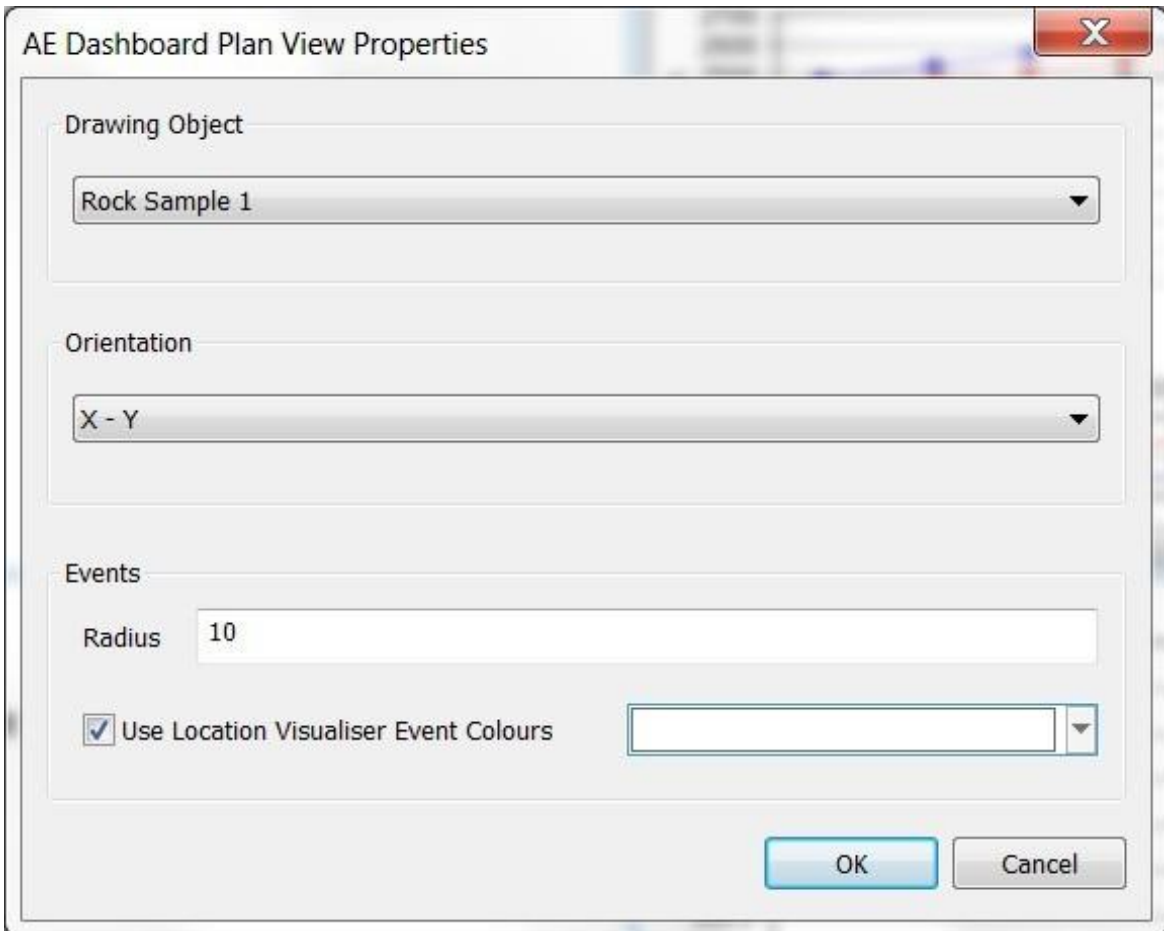 AE Dashboard Plan View Properties
Drawing Object
Rock Sample 1
Orientation
X - Y
Events
Radius 10
Use Location Visualiser Event Colours
OK Cancel